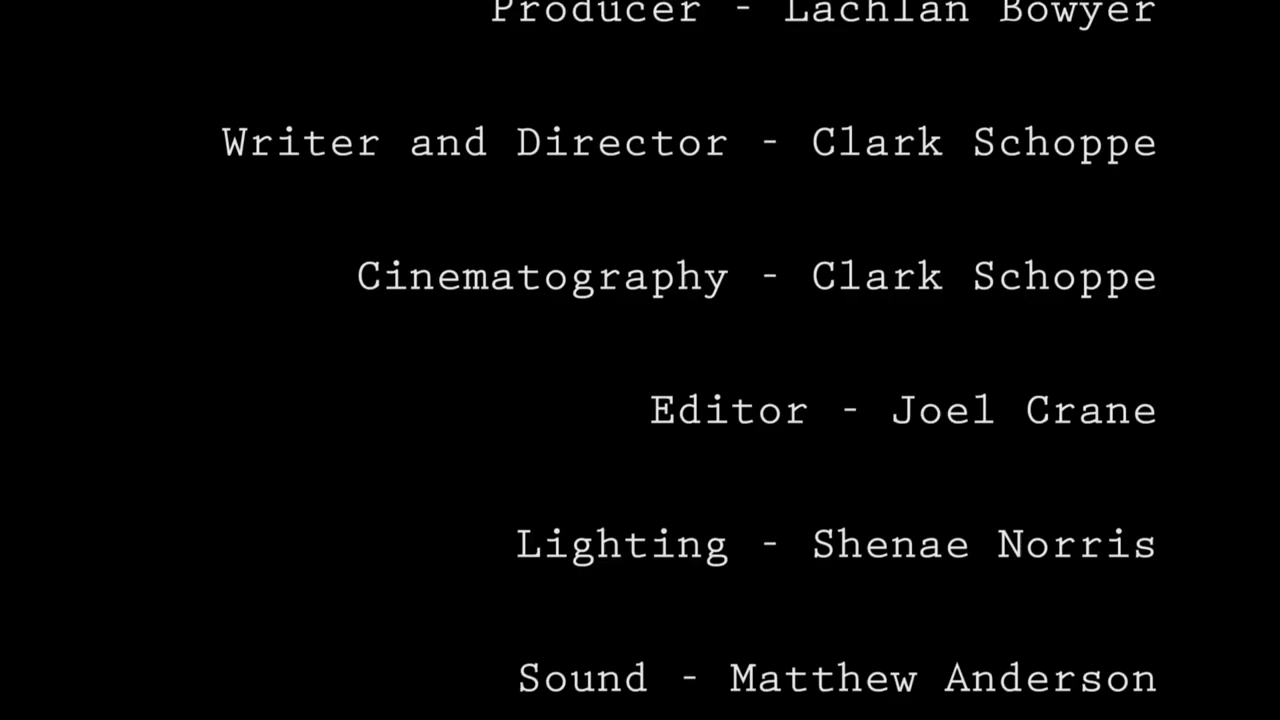 Producer - Lachlan Bowyer
Writer and Director - Clark Schoppe
Cinematography - Clark Schoppe
Editor - Joel Crane
Lighting - Shenae Norris
Sound - Matthew Anderson